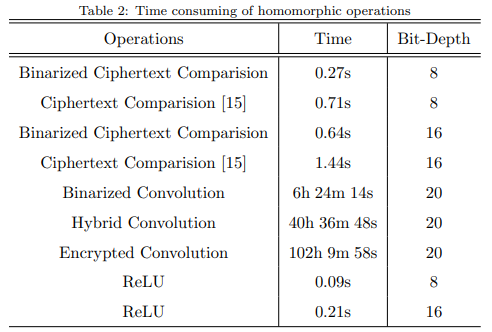 Table 2: Time consuming of homomorphic operations
Operations Time Bit-Depth
Binarized Ciphertext Comparision 0.27s 8
Ciphertext Comparision [15] 0.71s 8
Binarized Ciphertext Comparision 0.64s 16
Ciphertext Comparision [15] 1.44s 16
Binarized Convolution 6h 24m 14s 20
Hybrid Convolution 40h 36m 48s 20
Encrypted Convolution 102h 9m 58s 20
ReLU 0.09s 8
ReLU 0.21s 16